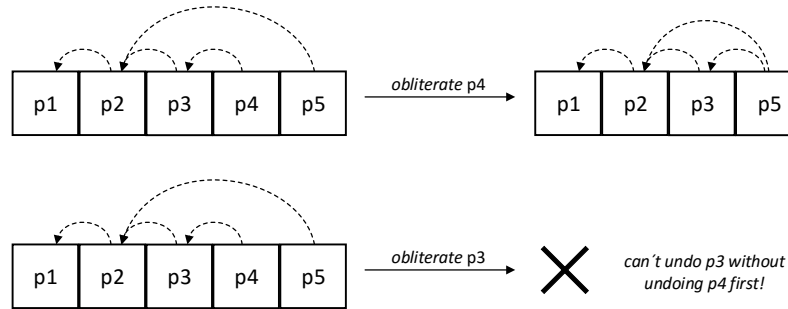 p1 p2 p3 p4 p5
obliterate p4
p1 p2 p3 p5
p1 p2 p3 p4 p5
obliterate p3
can´t undo p3 without
undoing p4 first!